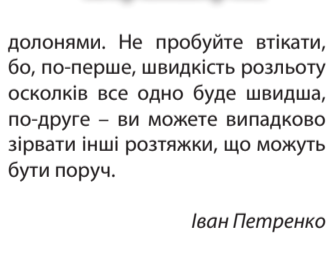 долонями. Не пробуйте втікати,
бо, по-перше, швидкість розльоту
осколків все одно буде швидша,
по-друге – ви можете випадково
зірвати інші розтяжки, що можуть
бути поруч.
Іван Петренко